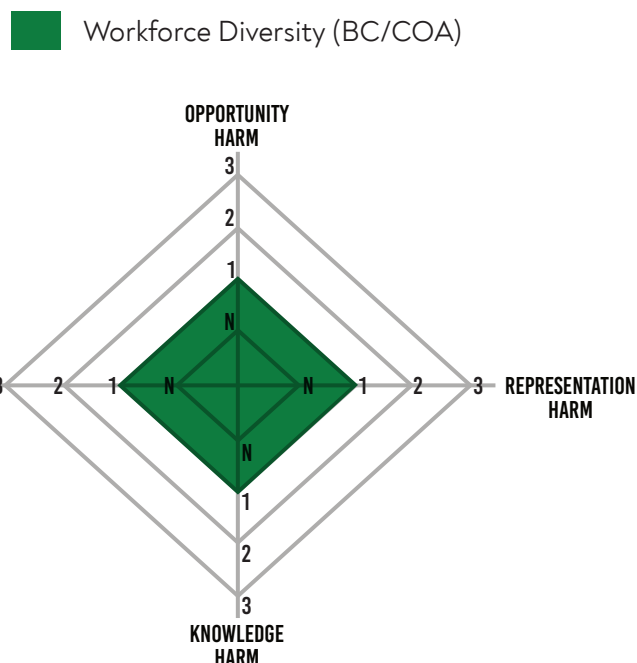 Workforce Diversity (BC/COA)
OPPORTUNITY
HARM
3
2
1
N
3 2 1 N N 1 2 3 REPRESENTATION
HARM
N
1
2
3
KNOWLEDGE
HARM